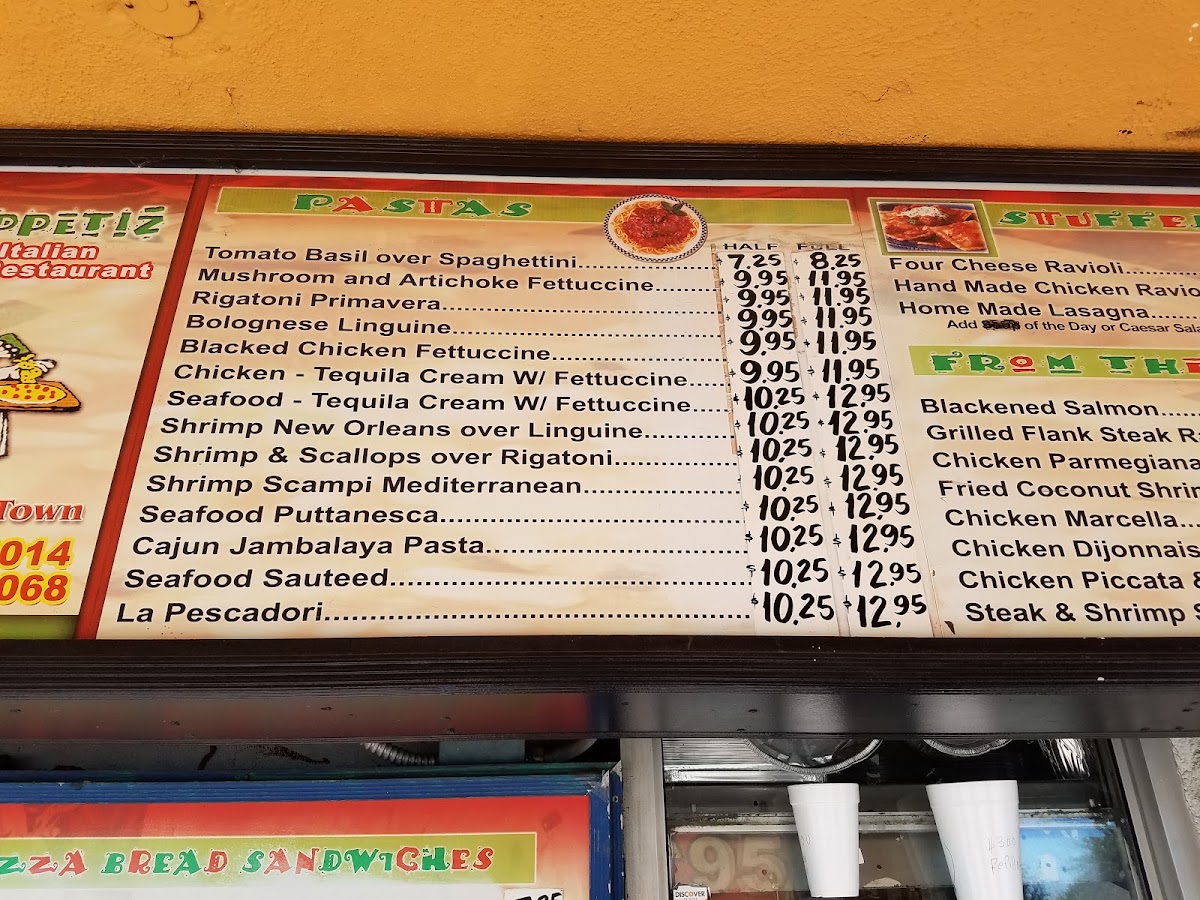 PPETIZ
Italian
Restaurant
Town
014
068
PASTAS
HALF FULL
Tomato Basil over Spaghettini............ $7.25 $8.25
Mushroom and Artichoke Fettuccine....... $9.95 $11.95
Rigatoni Primavera............ $9.95 $11.95
Bolognese Linguine............ $9.95 $11.95
Blacked Chicken Fettuccine............ $9.95 $11.95
Chicken - Tequila Cream W/ Fettuccine..... $9.95 $11.95
Seafood - Tequila Cream W/ Fettuccine..... $10.25 $12.95
Shrimp New Orleans over Linguine............ $10.25 $12.95
Shrimp & Scallops over Rigatoni............ $10.25 $12.95
Shrimp Scampi Mediterranean............ $10.25 $12.95
Seafood Puttanesca............ $10.25 $12.95
Cajun Jambalaya Pasta............ $10.25 $12.95
Seafood Sauteed............ $10.25 $12.95
La Pescadori............ $10.25 $12.95
STUFFE
Four Cheese Ravioli............
Hand Made Chicken Ravio
Home Made Lasagna............
Add of the Day or Caesar Sala
FROM THE
Blackened Salmon......
Grilled Flank Steak R
Chicken Parmegiana
Fried Coconut Shrim
Chicken Marcella....
Chicken Dijonnais
Chicken Piccata &
Steak & Shrimp S
ZZA BREAD SANDWICHES
95
DISCOVER